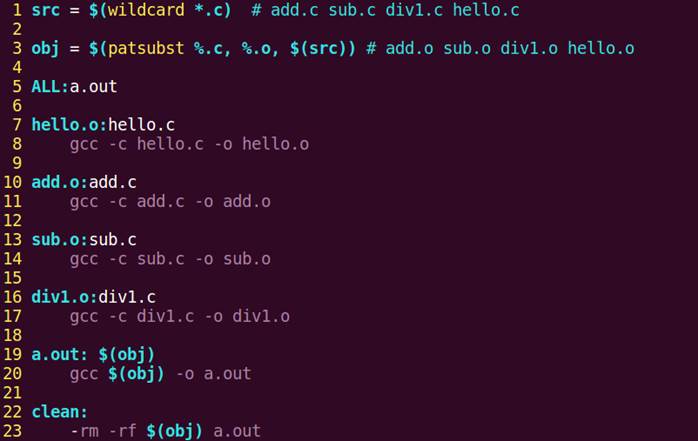 1 src = $(wildcard *.c)  # add.c sub.c div1.c hello.c
2
3 obj = $(patsubst %.c, %.o, $(src)) # add.o sub.o div1.o hello.o
4
5 ALL:a.out
6
7 hello.o:hello.c
8     gcc -c hello.c -o hello.o
9
10 add.o:add.c
11     gcc -c add.c -o add.o
12
13 sub.o:sub.c
14     gcc -c sub.c -o sub.o
15
16 div1.o:div1.c
17     gcc -c div1.c -o div1.o
18
19 a.out: $(obj)
20     gcc $(obj) -o a.out
21
22 clean:
23     -rm -rf $(obj) a.out